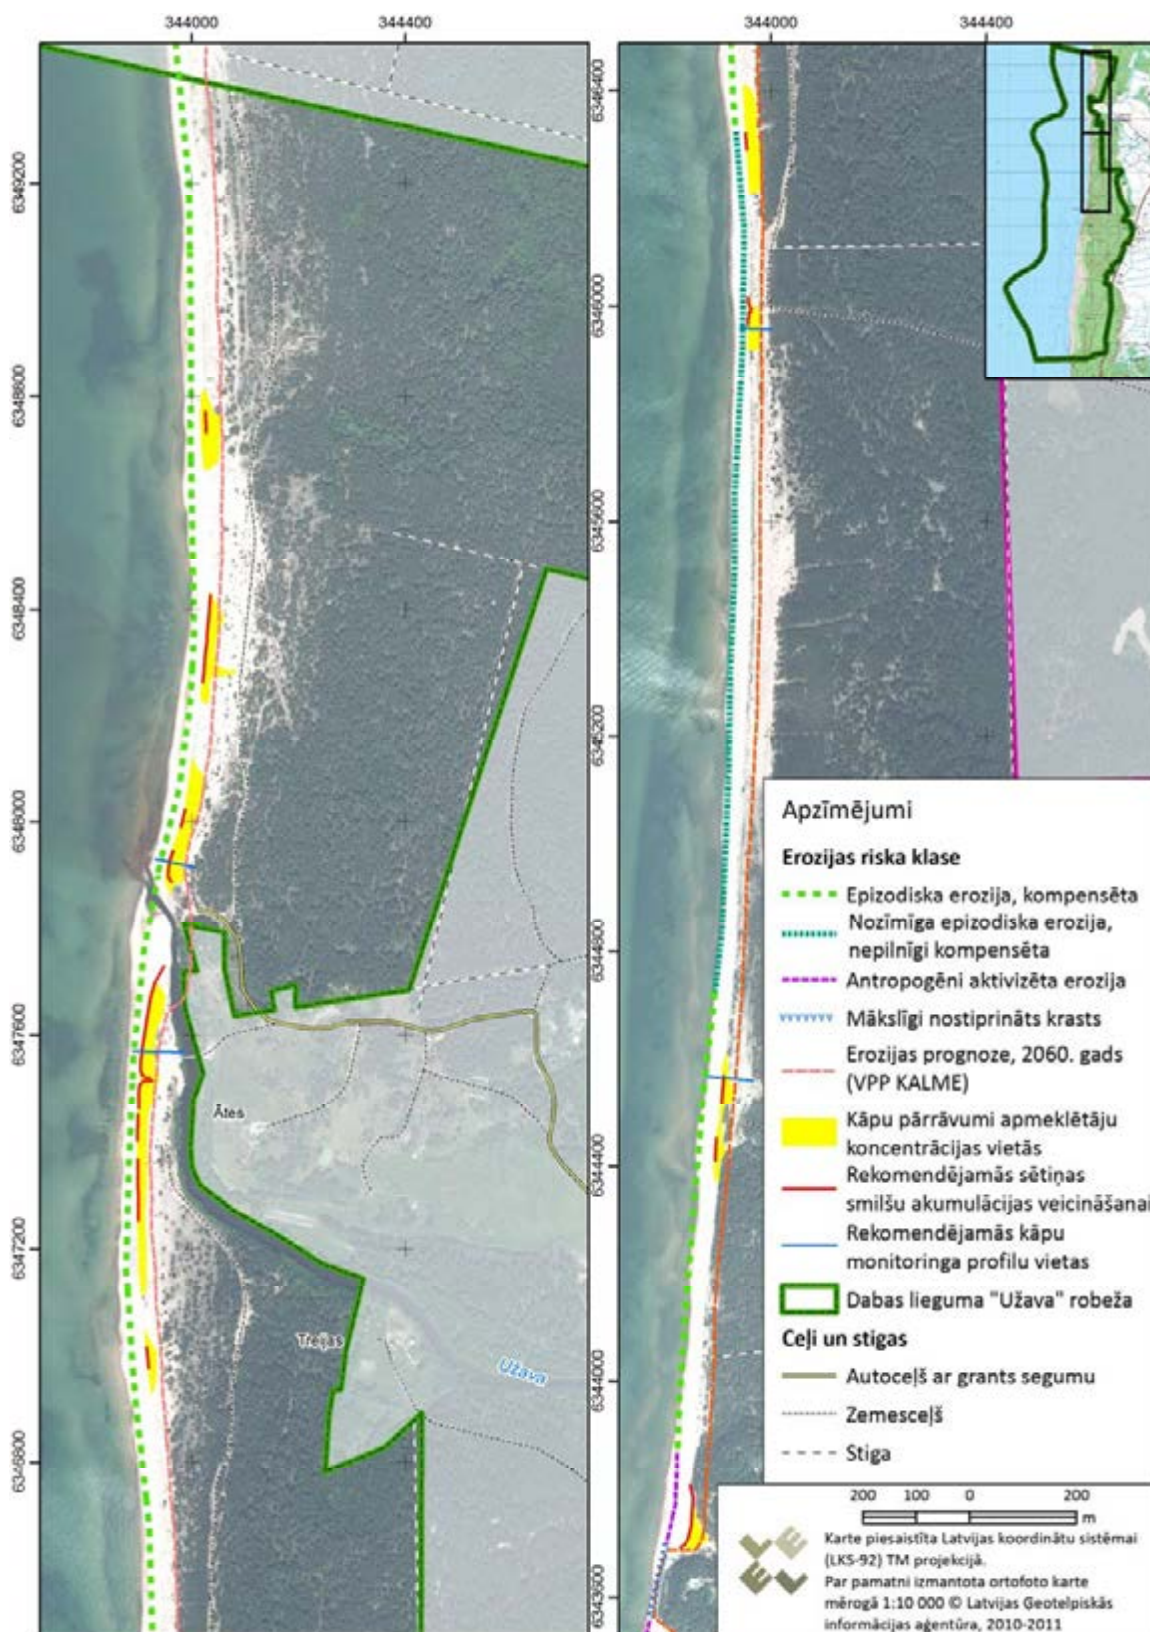 344000
344400
344000
344400
6349200
6348800
6348400
6348000
6347600
6347200
6346800
6346400
6346000
6345600
6345200
6344800
6344400
6344000
6343600
Ātes
Treijas
Užava
Apzīmējumi
Erozijas riska klase
Epizodiska erozija, kompensēta
Nozīmīga epizodiska erozija,
nepilnīgi kompensēta
Antropogēni aktivizēta erozija
Mākslīgi nostiprināts krasts
Erozijas prognoze, 2060. gads
(VPP KALME)
Kāpu pārrāvumi apmeklētāju
koncentrācijas vietās
Rekomendējamās sētiņas
smilšu akumulācijas veicināšanai
Rekomendējamās kāpu
monitoringa profilu vietas
Dabas lieguma "Užava" robeža
Ceļi un stigas
Autoceļš ar grants segumu
Zemesceļš
Stiga
200 100 0 200
m
Karte piesaistīta Latvijas koordinātu sistēmai
(LKS-92) TM projekcijā.
Par pamatni izmantota ortofoto karte
mērogā 1:10 000 © Latvijas Ģeotelpiskās
informācijas aģentūra, 2010-2011